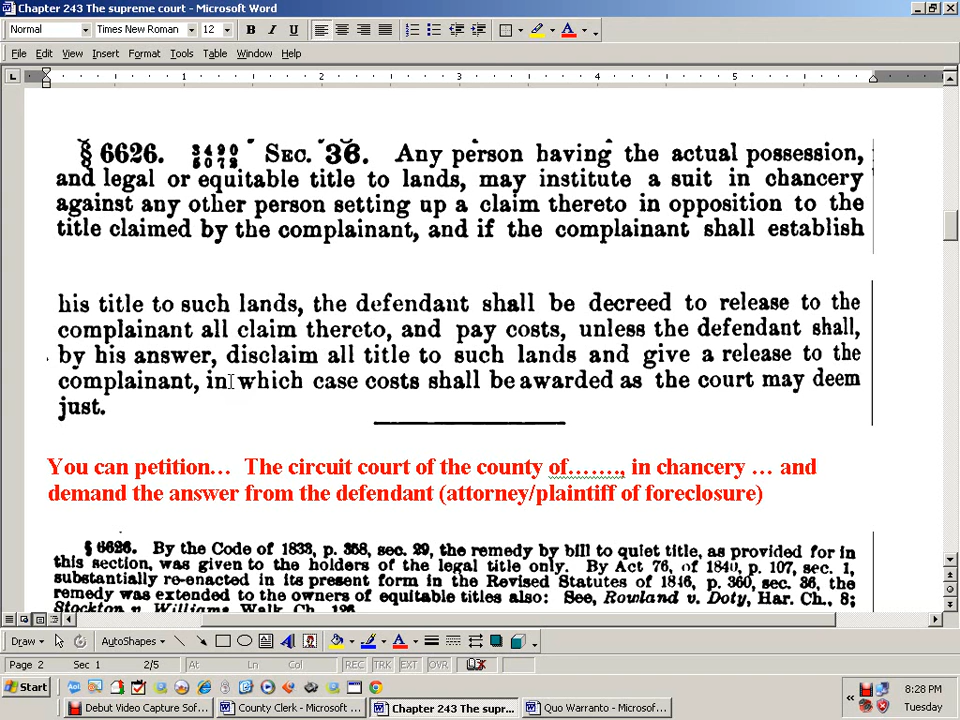 Chapter 243 The supreme court - Microsoft Word
Normal Times New Roman 12 B I U
File Edit View Insert Format Tools Table Window Help
1 2 3 4 5
§ 6626. 3490 5072 SEC. 36. Any person having the actual possession,
and legal or equitable title to lands, may institute a suit in chancery
against any other person setting up a claim thereto in opposition to the
title claimed by the complainant, and if the complainant shall establish
his title to such lands, the defendant shall be decreed to release to the
complainant all claim thereto, and pay costs, unless the defendant shall,
by his answer, disclaim all title to such lands and give a release to the
complainant, in which case costs shall be awarded as the court may deem
just.
You can petition… The circuit court of the county of……., in chancery … and
demand the answer from the defendant (attorney/plaintiff of foreclosure)
§ 6626. By the Code of 1833, p. 358, sec. 29, the remedy by bill to quiet title, as provided for in
this section, was given to the holders of the legal title only. By Act 76, of 1840, p. 107, sec. 1,
substantially re-enacted in its present form in the Revised Statutes of 1846, p. 360, sec. 36, the
remedy was extended to the owners of equitable titles also: See, Rowland v. Doty, Har. Ch., 8;
Stockton v. Williams, Walk. Ch. 126
Draw AutoShapes
Page 2 Sec 1 2/5 At Ln Col REC TRK EXT OVR
Start 8:28 PM
Tuesday
Debut Video Capture Sof... County Clerk - Microsoft ... Chapter 243 The supr... Quo Warranto - Microsof...